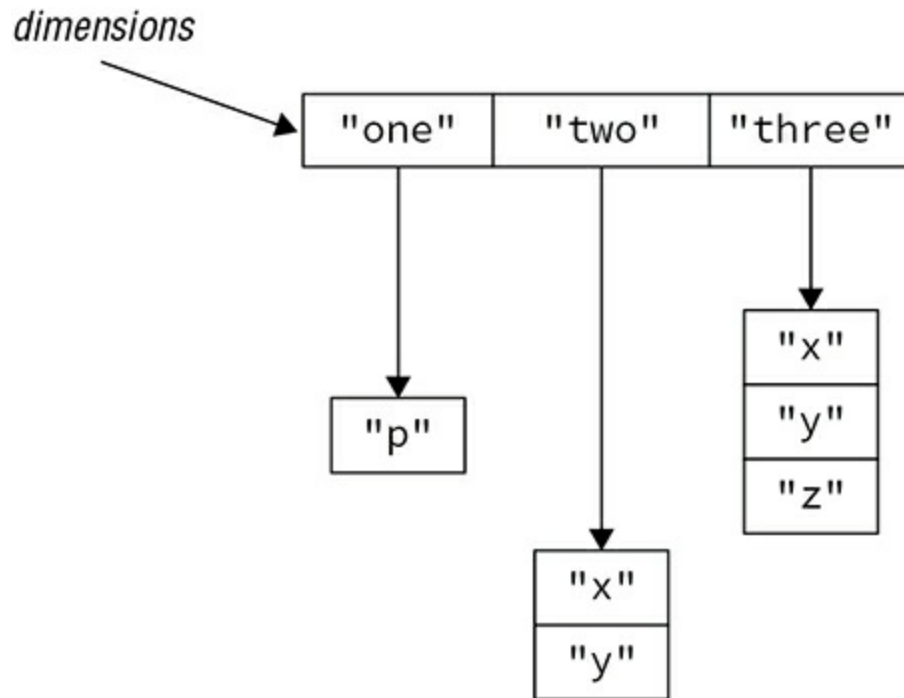 dimensions
"one" "two" "three"
"p"
"x"
"y"
"x"
"y"
"z"